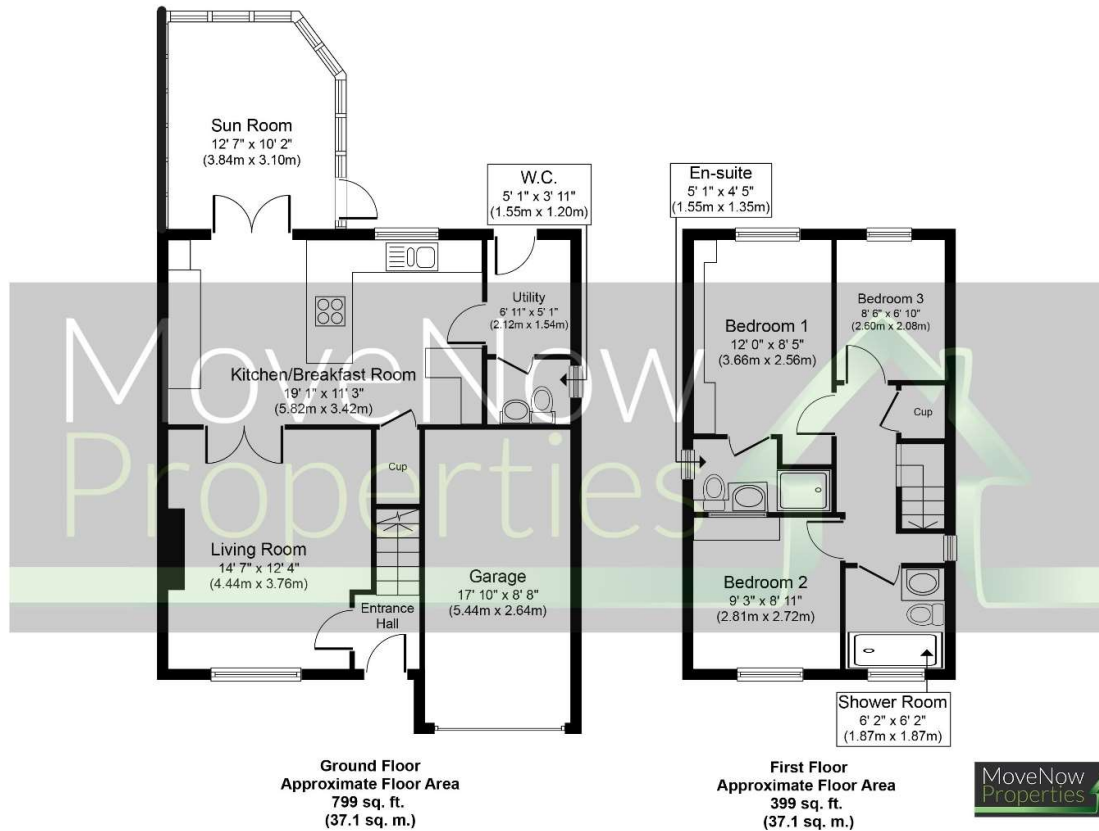 Sun Room
12' 7" x 10' 2"
(3.84m x 3.10m)
W.C.
5' 1" x 3' 11"
(1.55m x 1.20m)
Utility
6' 11" x 5' 1"
(2.12m x 1.54m)
Kitchen/Breakfast Room
19' 1" x 11' 3"
(5.82m x 3.42m)
Cup
Living Room
14' 7" x 12' 4"
(4.44m x 3.76m)
Entrance
Hall
Garage
17' 10" x 8' 8"
(5.44m x 2.64m)
Ground Floor
Approximate Floor Area
799 sq. ft.
(37.1 sq. m.)
En-suite
5' 1" x 4' 5"
(1.55m x 1.35m)
Bedroom 1
12' 0" x 8' 5"
(3.66m x 2.56m)
Bedroom 3
8' 6" x 6' 10"
(2.60m x 2.08m)
Cup
Bedroom 2
9' 3" x 8' 11"
(2.81m x 2.72m)
Shower Room
6' 2" x 6' 2"
(1.87m x 1.87m)
First Floor
Approximate Floor Area
399 sq. ft.
(37.1 sq. m.)
MoveNow
Properties
MoveNow
Properties